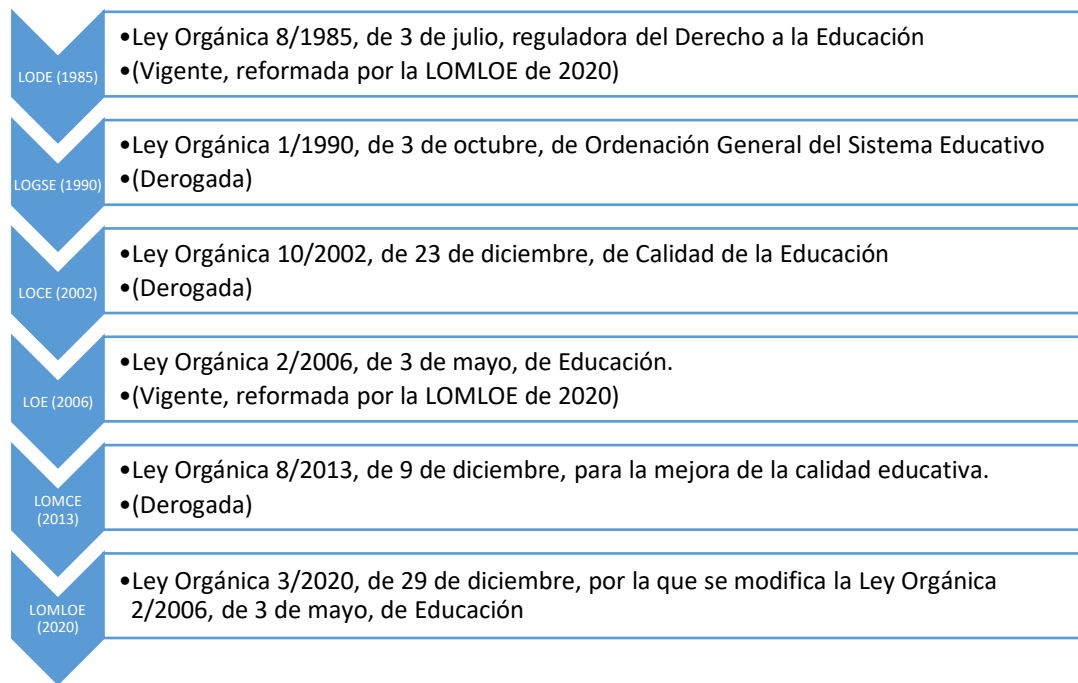 LODE (1985)
•Ley Orgánica 8/1985, de 3 de julio, reguladora del Derecho a la Educación
•(Vigente, reformada por la LOMLOE de 2020)
LOGSE (1990)
•Ley Orgánica 1/1990, de 3 de octubre, de Ordenación General del Sistema Educativo
•(Derogada)
LOCE (2002)
•Ley Orgánica 10/2002, de 23 de diciembre, de Calidad de la Educación
•(Derogada)
LOE (2006)
•Ley Orgánica 2/2006, de 3 de mayo, de Educación.
•(Vigente, reformada por la LOMLOE de 2020)
LOMCE
(2013)
•Ley Orgánica 8/2013, de 9 de diciembre, para la mejora de la calidad educativa.
•(Derogada)
LOMLOE
(2020)
•Ley Orgánica 3/2020, de 29 de diciembre, por la que se modifica la Ley Orgánica
2/2006, de 3 de mayo, de Educación